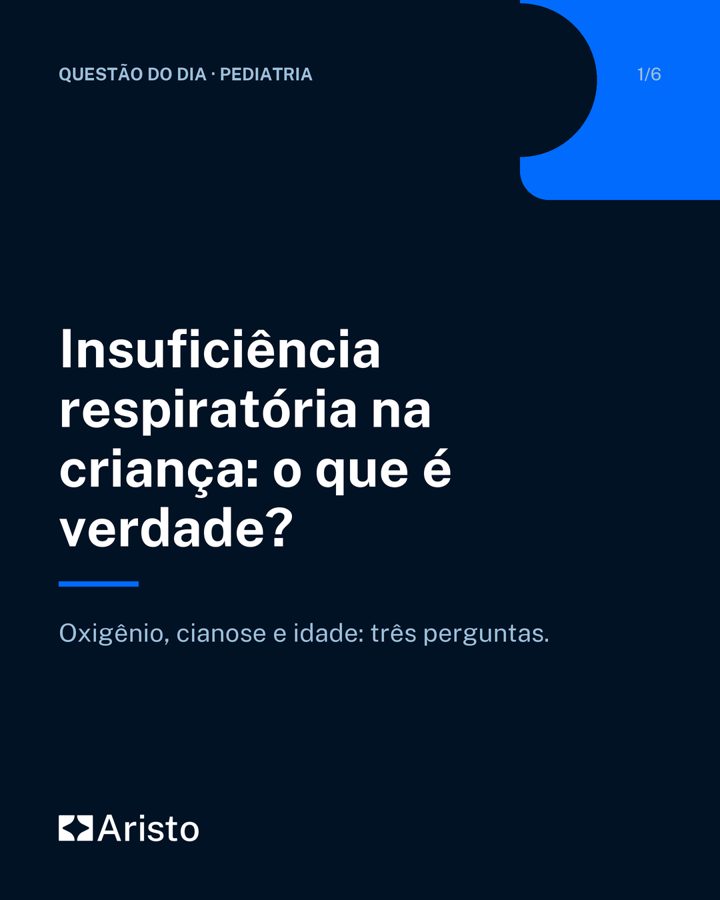 QUESTÃO DO DIA · PEDIATRIA
1/6
Insuficiência
respiratória na
criança: o que é
verdade?
Oxigênio, cianose e idade: três perguntas.
Aristo